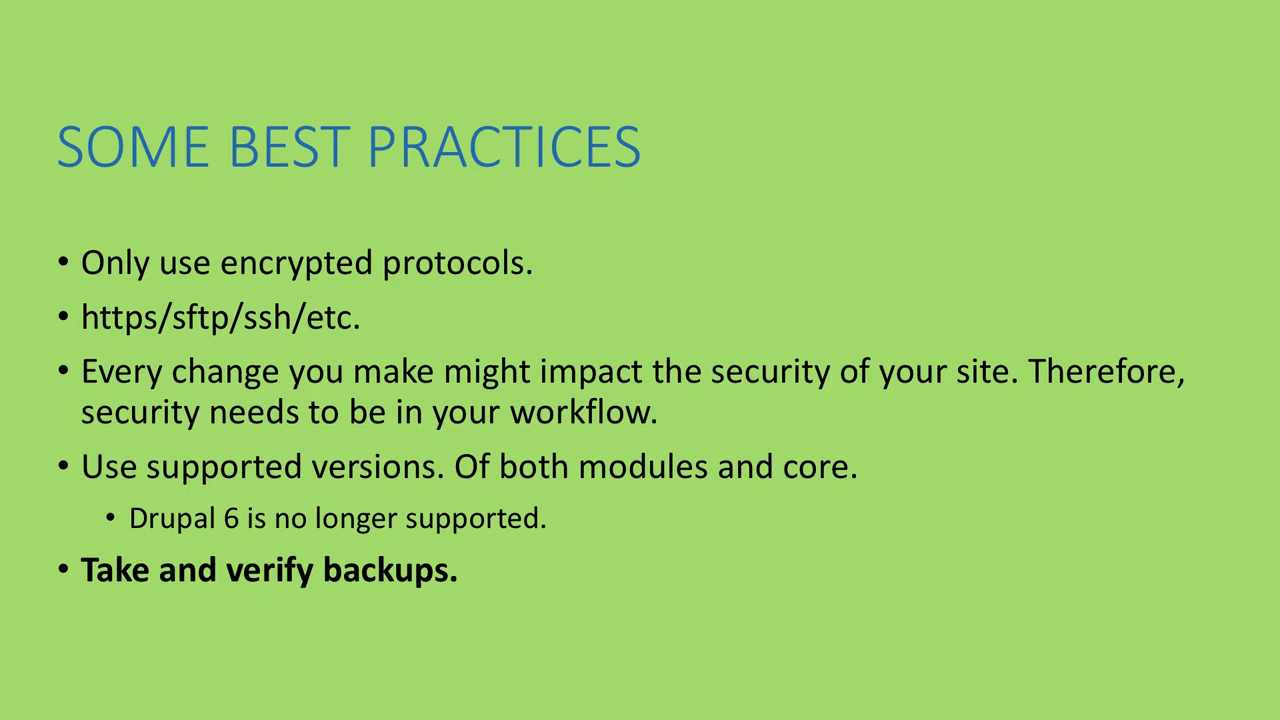 SOME BEST PRACTICES
• Only use encrypted protocols.
• https/sftp/ssh/etc.
• Every change you make might impact the security of your site. Therefore,
security needs to be in your workflow.
• Use supported versions. Of both modules and core.
• Drupal 6 is no longer supported.
• Take and verify backups.